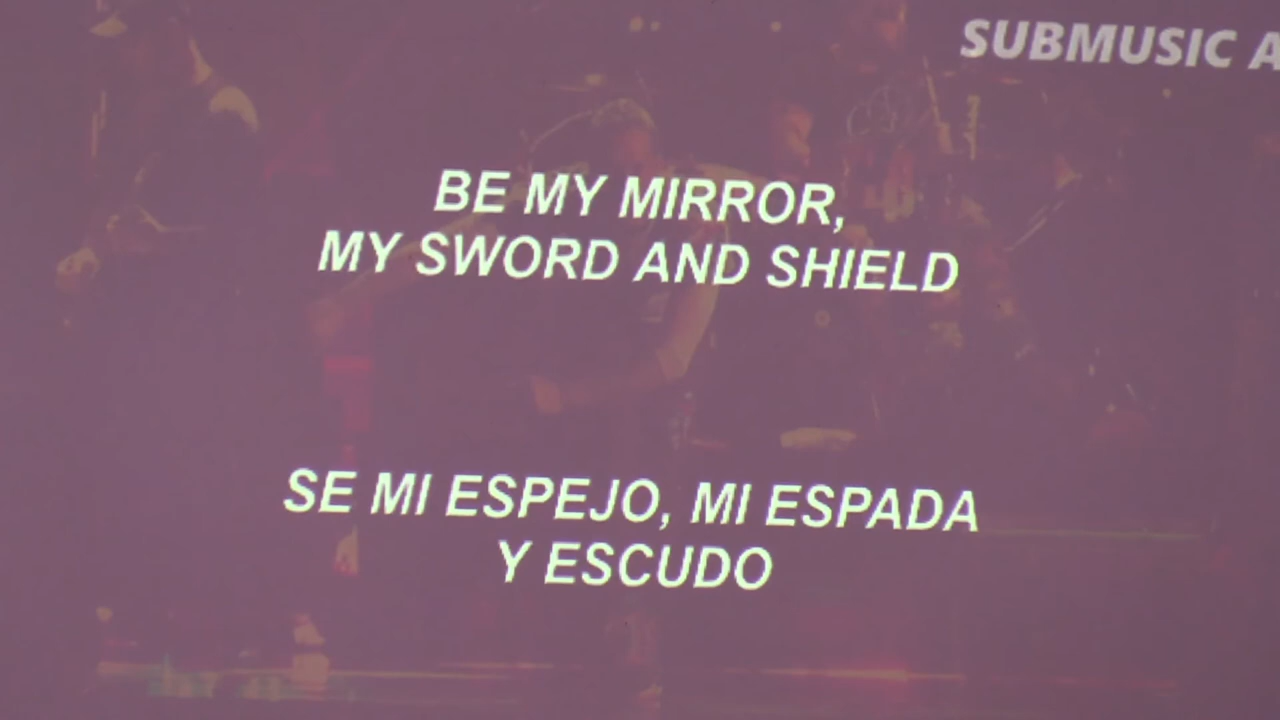 SUBMUSIC A
BE MY MIRROR,
MY SWORD AND SHIELD
SE MI ESPEJO, MI ESPADA
Y ESCUDO